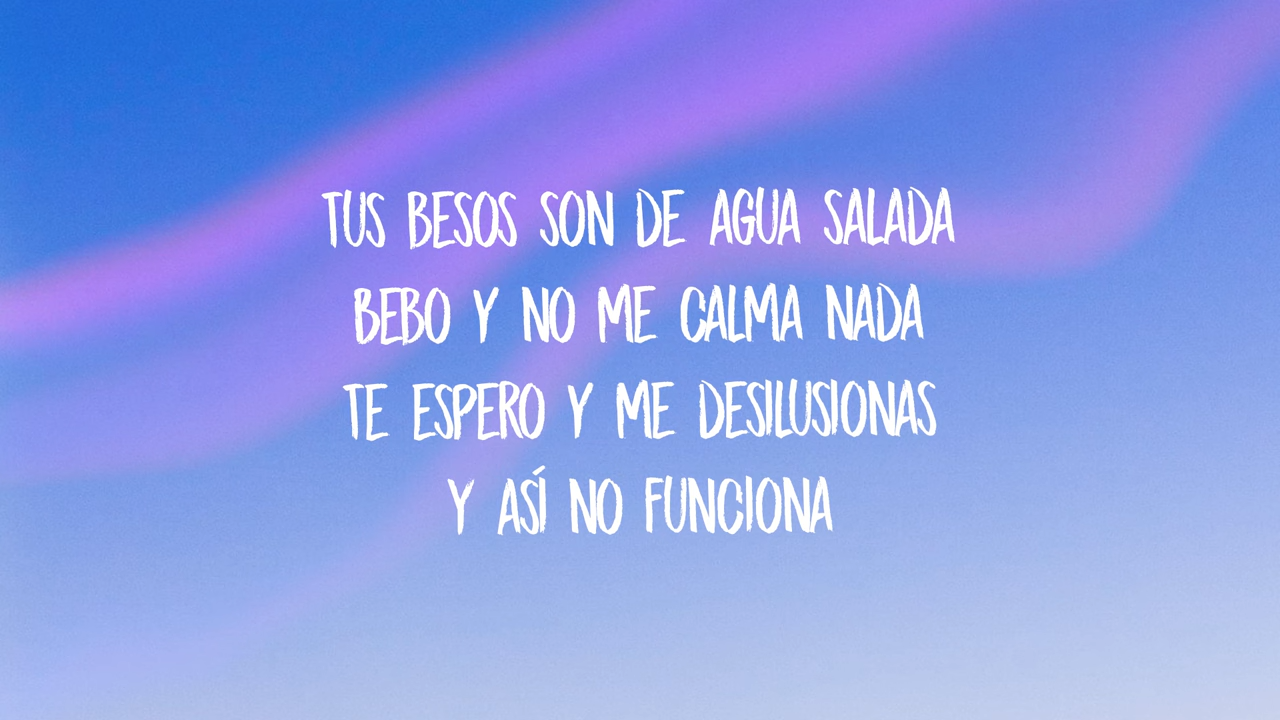 TUS BESOS SON DE AGUA SALADA
BEBO Y NO ME CALMA NADA
TE ESPERO Y ME DESILUSIONAS
Y ASÍ NO FUNCIONA